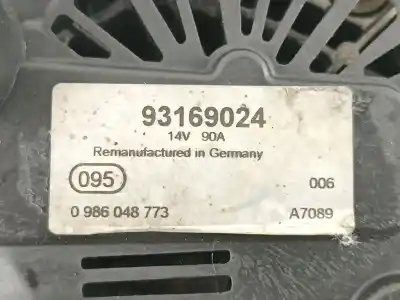 93169024
14V 90A
Remanufactured in Germany
095
006
0 986 048 773
A7089